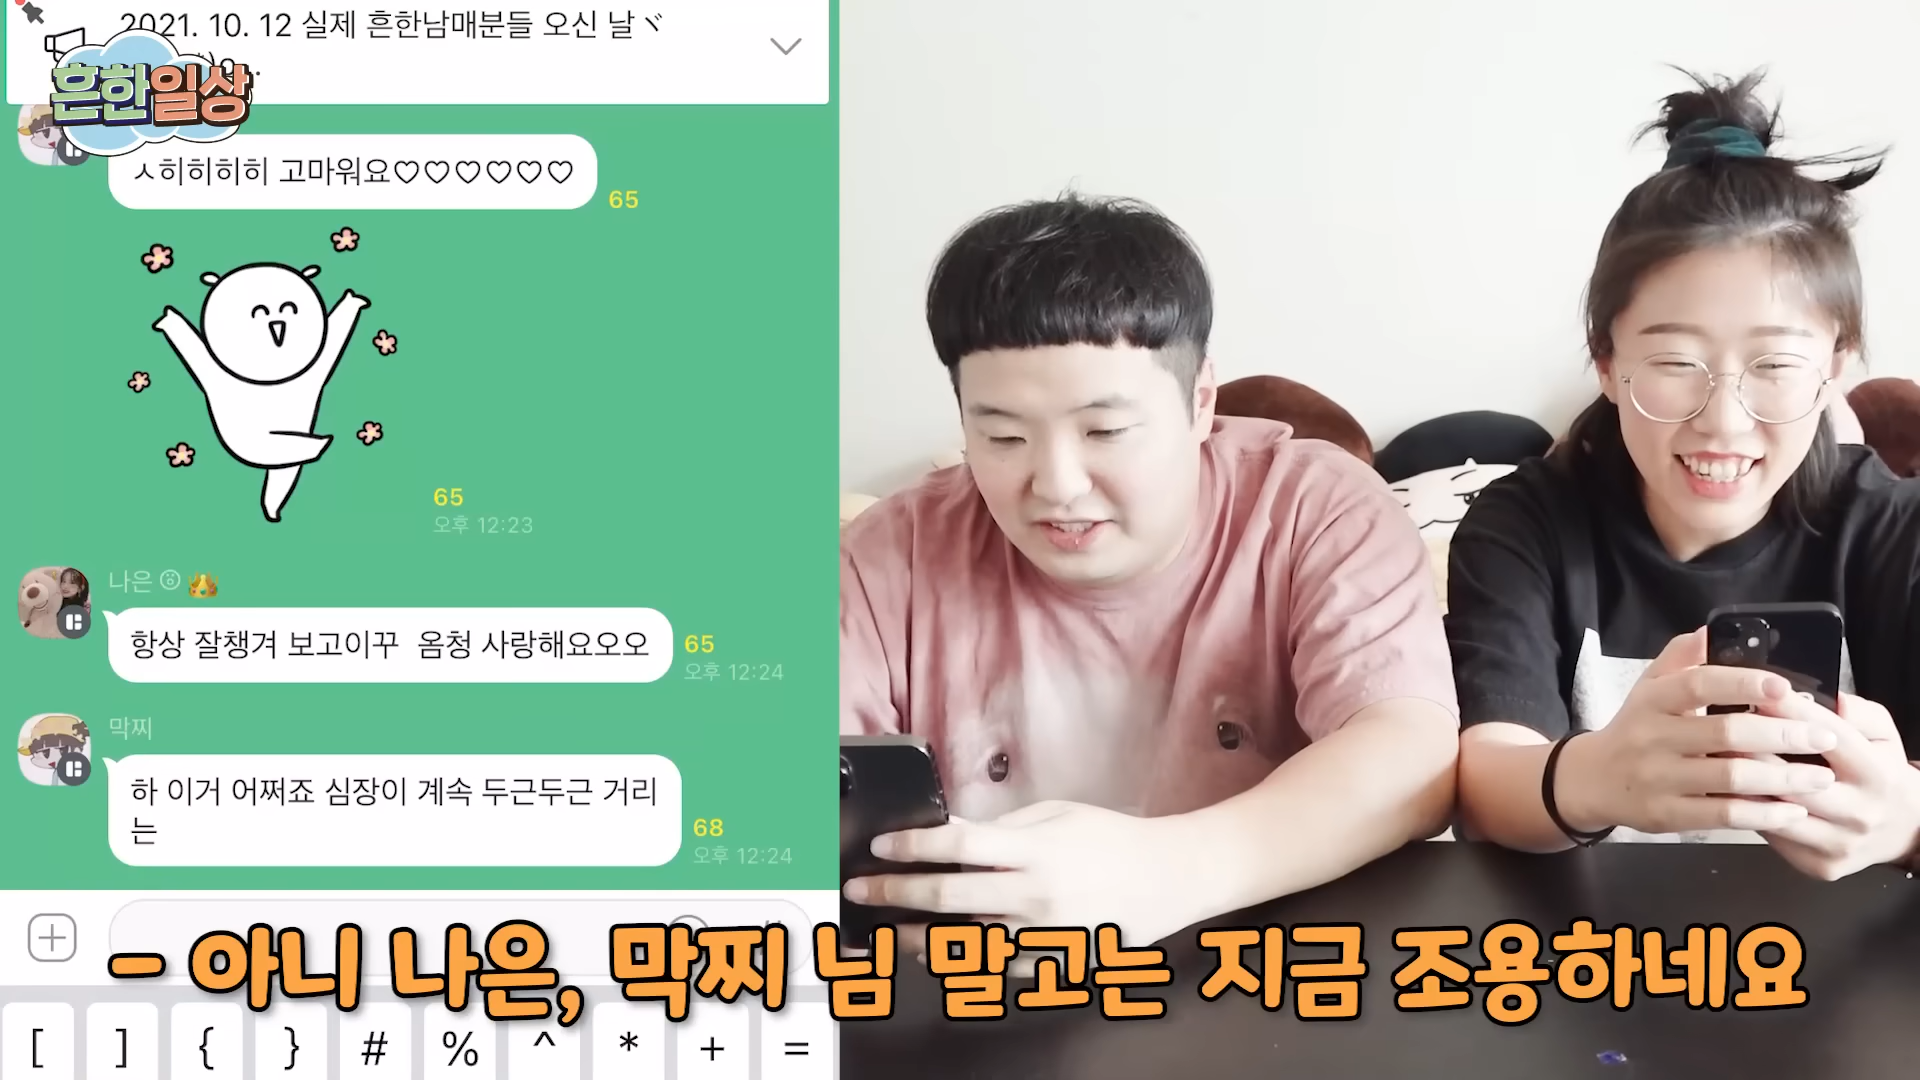 2021. 10. 12 실제 흔한남매분들 오신 날ヾ
흔한일상
ㅅ히히히히 고마워요♡♡♡♡♡♡
65
65
오후 12:23
나은
항상 잘챙겨 보고이꾸 옴청 사랑해요오오
65
오후 12:24
막찌
하 이거 어쩌죠 심장이 계속 두근두근 거리
는
68
오후 12:24
- 아니 나은, 막찌 님 말고는 지금 조용하네요
[ ] { } # % ^ * + =